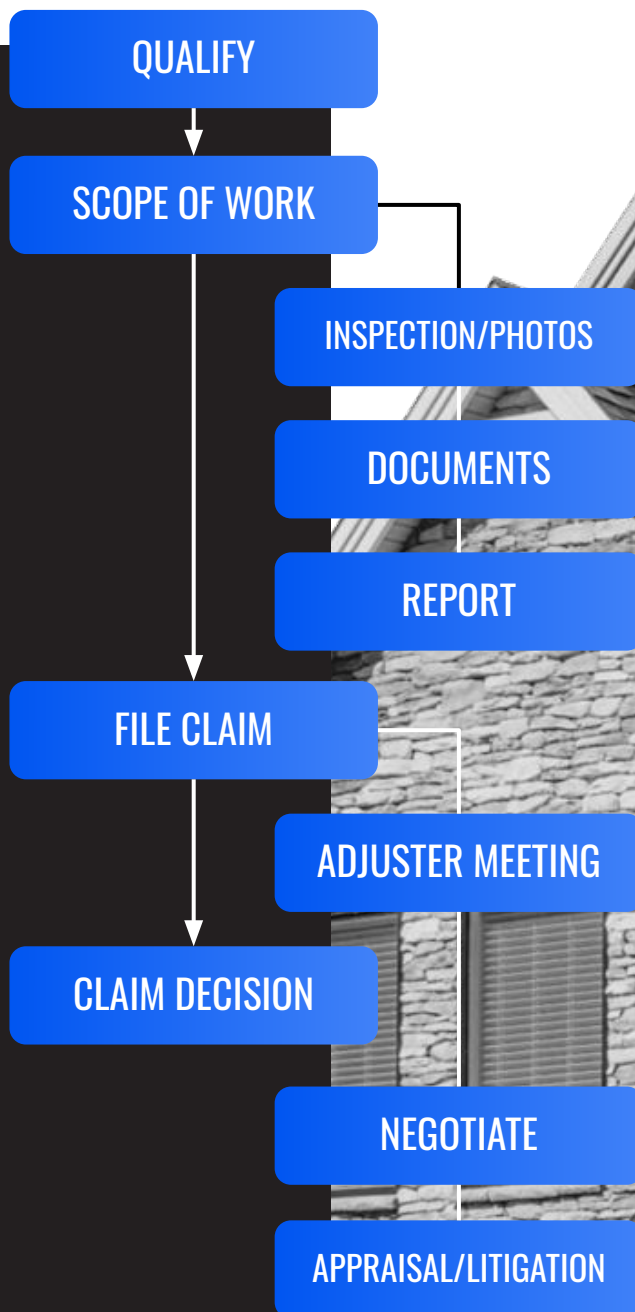 QUALIFY
SCOPE OF WORK
INSPECTION/PHOTOS
DOCUMENTS
REPORT
FILE CLAIM
ADJUSTER MEETING
CLAIM DECISION
NEGOTIATE
APPRAISAL/LITIGATION